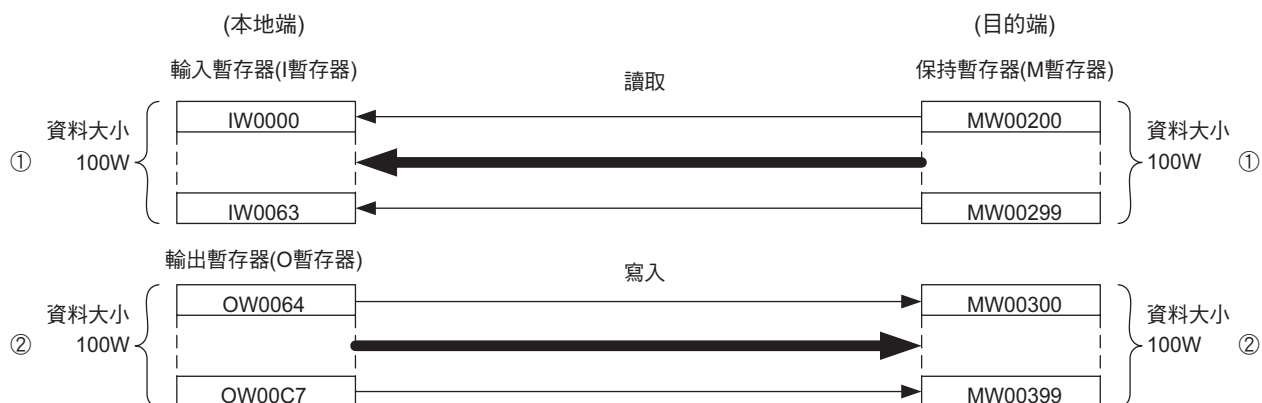 (本地端)
(目的端)
輸入暫存器(I暫存器)
讀取
保持暫存器(M暫存器)
資料大小
① 100W
IW0000
MW00200
資料大小
100W ①
IW0063
MW00299
輸出暫存器(O暫存器)
寫入
資料大小
② 100W
OW0064
MW00300
資料大小
100W ②
OW00C7
MW00399